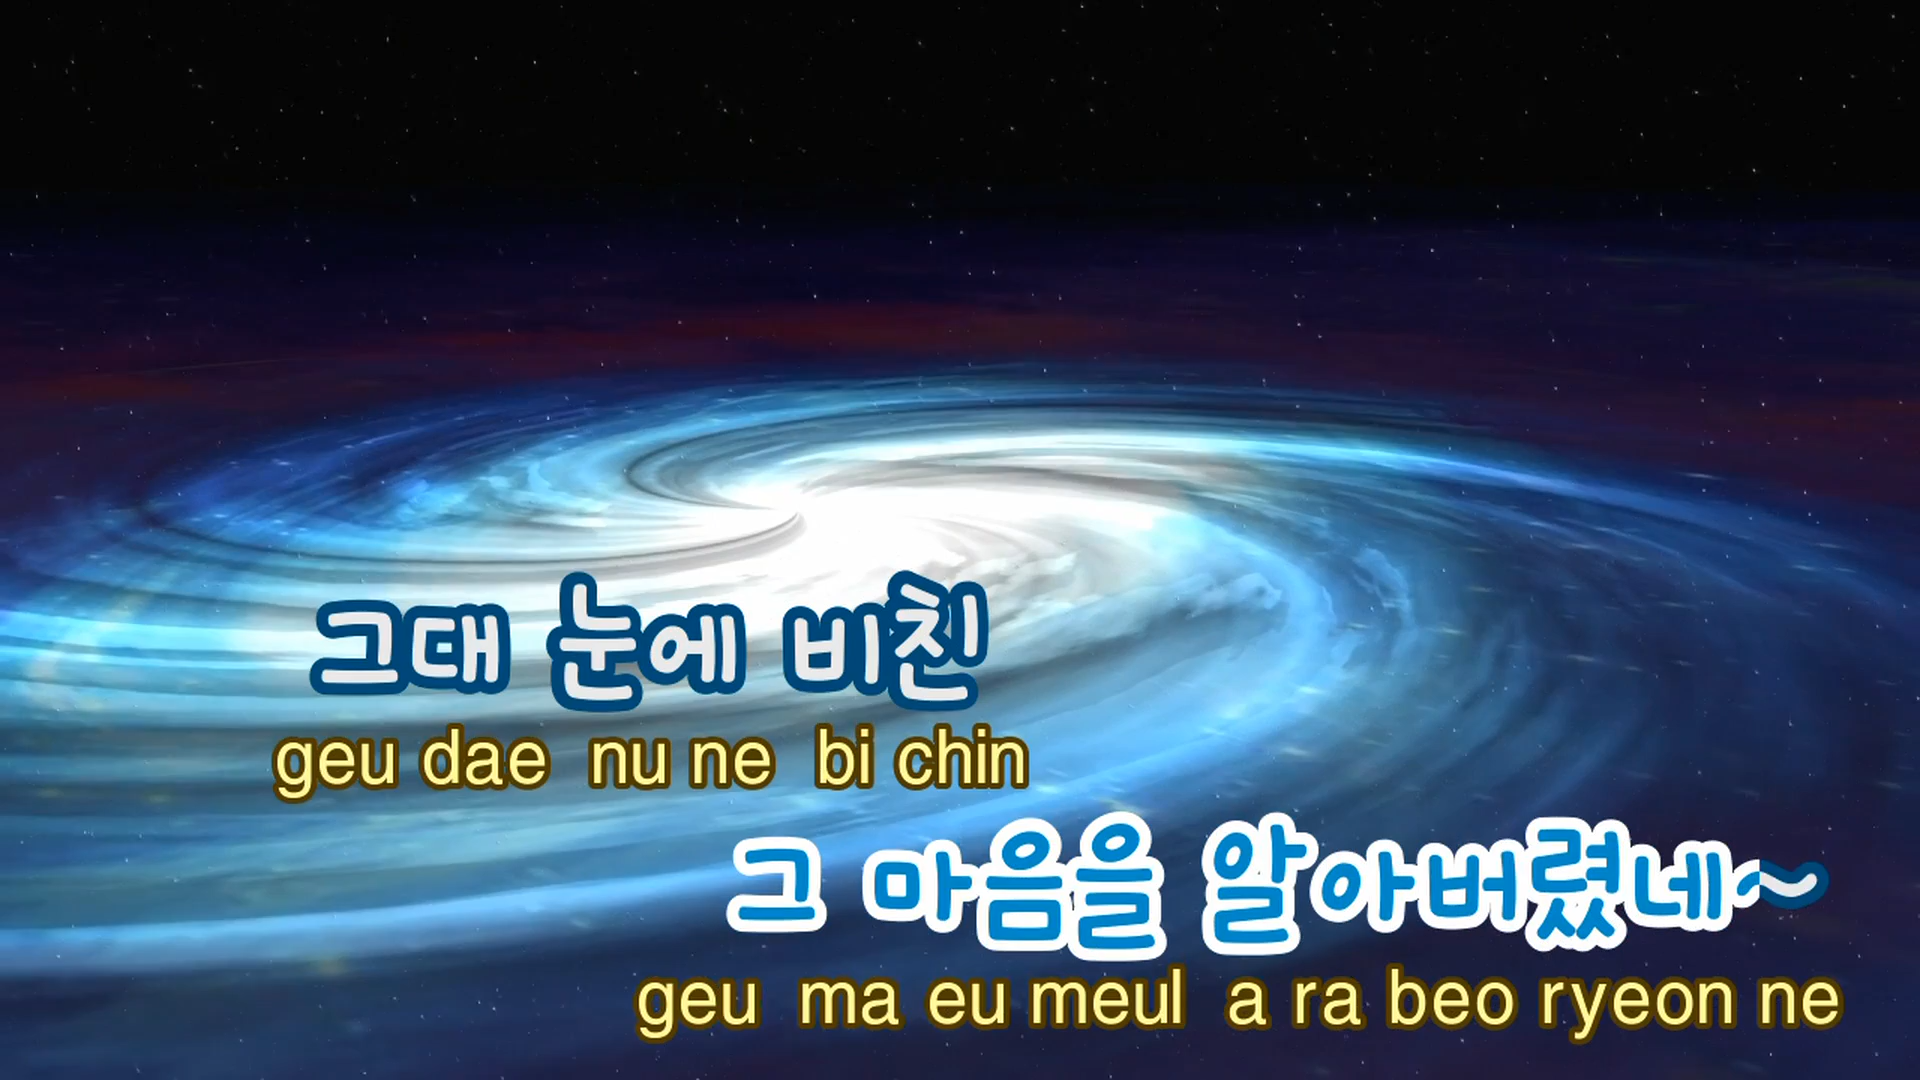 그대 눈에 비친
geu dae nu ne bi chin
그 마음을 알아버렸네~
geu ma eu meul a ra beo ryeon ne